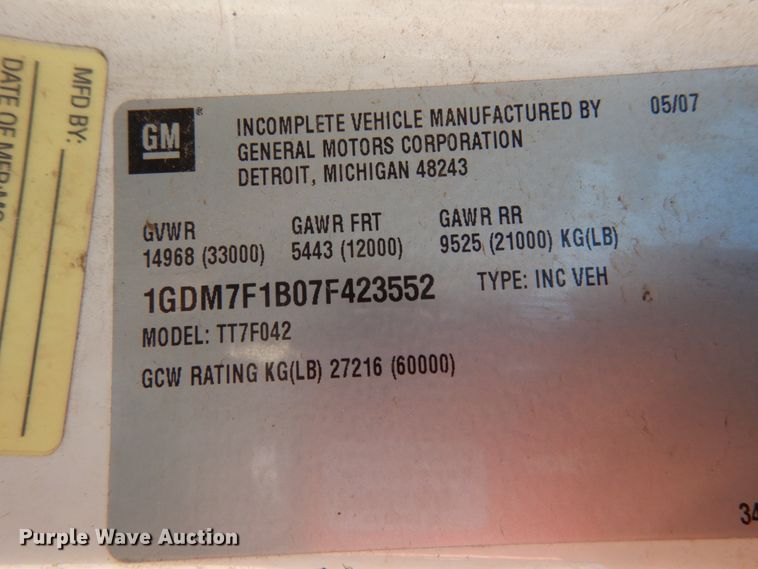 MFD BY:
DATE OF MFR:
GM ®
INCOMPLETE VEHICLE MANUFACTURED BY 05/07
GENERAL MOTORS CORPORATION
DETROIT, MICHIGAN 48243
GVWR GAWR FRT GAWR RR
14968 (33000) 5443 (12000) 9525 (21000) KG(LB)
1GDM7F1B07F423552 TYPE: INC VEH
MODEL: TT7F042
GCW RATING KG(LB) 27216 (60000)
34
Purple Wave Auction